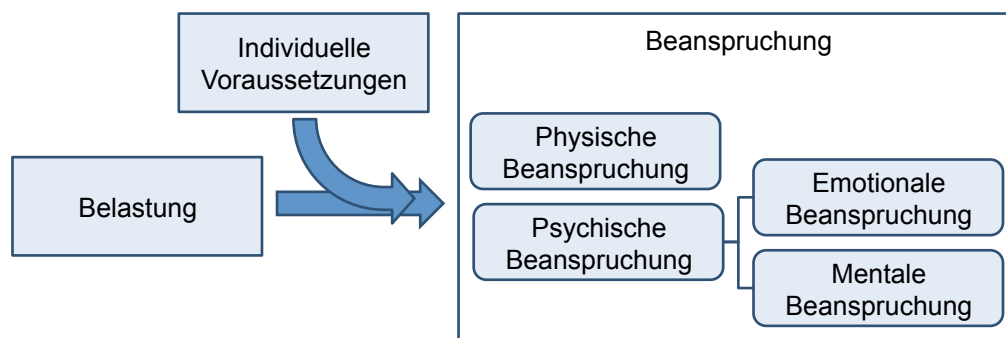 Individuelle
Voraussetzungen
Belastung
Beanspruchung
Physische
Beanspruchung
Psychische
Beanspruchung
Emotionale
Beanspruchung
Mentale
Beanspruchung